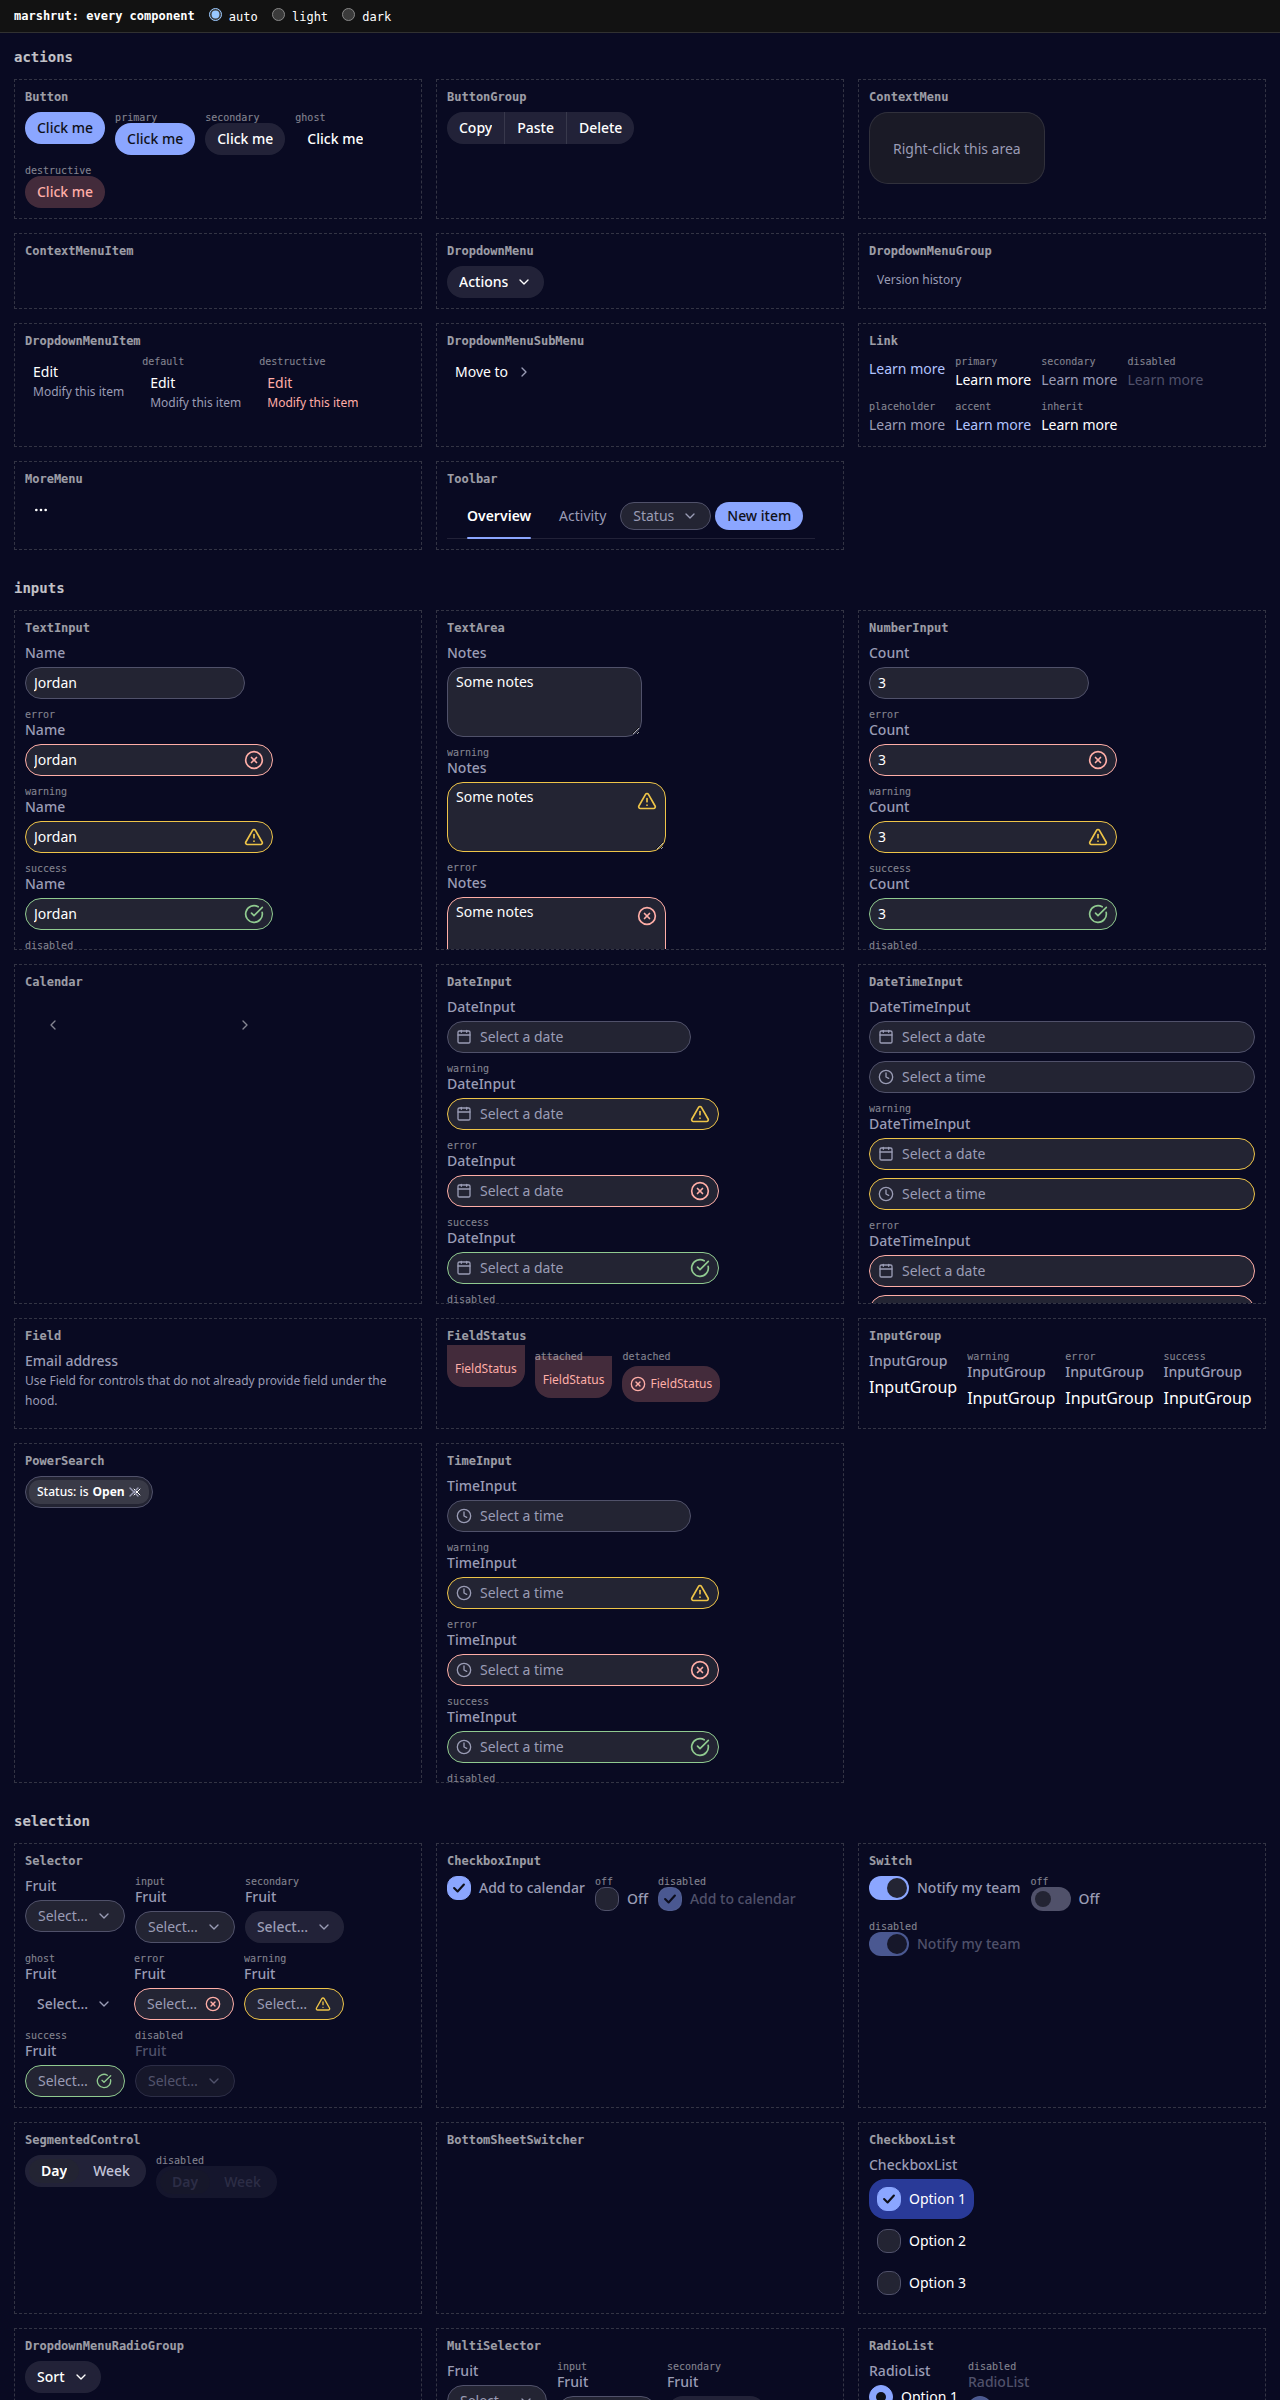 marshrut: every component auto light dark
actions
Button
Click me
primary
Click me
secondary
Click me
ghost
Click me
destructive
Click me
ButtonGroup
Copy Paste Delete
ContextMenu
Right-click this area
ContextMenuItem
DropdownMenu
Actions
DropdownMenuGroup
Version history
DropdownMenuItem
Edit
Modify this item
default
Edit
Modify this item
destructive
Edit
Modify this item
DropdownMenuSubMenu
Move to
Link
Learn more
primary
Learn more
secondary
Learn more
disabled
Learn more
placeholder
Learn more
accent
Learn more
inherit
Learn more
MoreMenu
Toolbar
Overview Activity Status New item
inputs
TextInput
Name
Jordan
error
Name
Jordan
warning
Name
Jordan
success
Name
Jordan
disabled
TextArea
Notes
Some notes
warning
Notes
Some notes
error
Notes
Some notes
NumberInput
Count
3
error
Count
3
warning
Count
3
success
Count
3
disabled
Calendar
DateInput
DateInput
Select a date
warning
DateInput
Select a date
error
DateInput
Select a date
success
DateInput
Select a date
disabled
DateTimeInput
DateTimeInput
Select a date
Select a time
warning
DateTimeInput
Select a date
Select a time
error
DateTimeInput
Select a date
Field
Email address
Use Field for controls that do not already provide field under the
hood.
FieldStatus
FieldStatus
attached
FieldStatus
detached
FieldStatus
InputGroup
InputGroup
InputGroup
warning
InputGroup
InputGroup
error
InputGroup
InputGroup
success
InputGroup
InputGroup
PowerSearch
Status: is Open
TimeInput
TimeInput
Select a time
warning
TimeInput
Select a time
error
TimeInput
Select a time
success
TimeInput
Select a time
disabled
selection
Selector
Fruit
Select...
input
Fruit
Select...
secondary
Fruit
Select...
ghost
Fruit
Select...
error
Fruit
Select...
warning
Fruit
Select...
success
Fruit
Select...
disabled
Fruit
Select...
CheckboxInput
Add to calendar
off
Off
disabled
Add to calendar
Switch
Notify my team
off
Off
disabled
Notify my team
SegmentedControl
Day Week
disabled
Day Week
BottomSheetSwitcher
CheckboxList
CheckboxList
Option 1
Option 2
Option 3
DropdownMenuRadioGroup
Sort
MultiSelector
Fruit
Select...
input
Fruit
secondary
Fruit
RadioList
RadioList
Option 1
disabled
RadioList